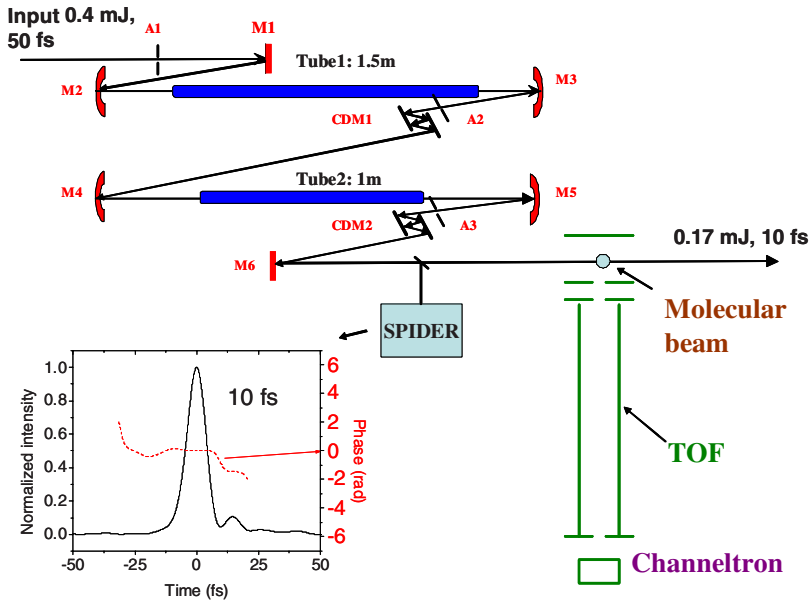 Input 0.4 mJ,
50 fs
A1
M1
Tube1: 1.5m
M2
M3
CDM1
A2
M4
Tube2: 1m
M5
CDM2
A3
M6
0.17 mJ, 10 fs
Molecular
beam
SPIDER
TOF
Channeltron
10 fs
Normalized intensity
1.0
0.8
0.6
0.4
0.2
0.0
-50
-25
0
25
50
Time (fs)
6
4
2
0
-2
-4
-6
Phase (rad)